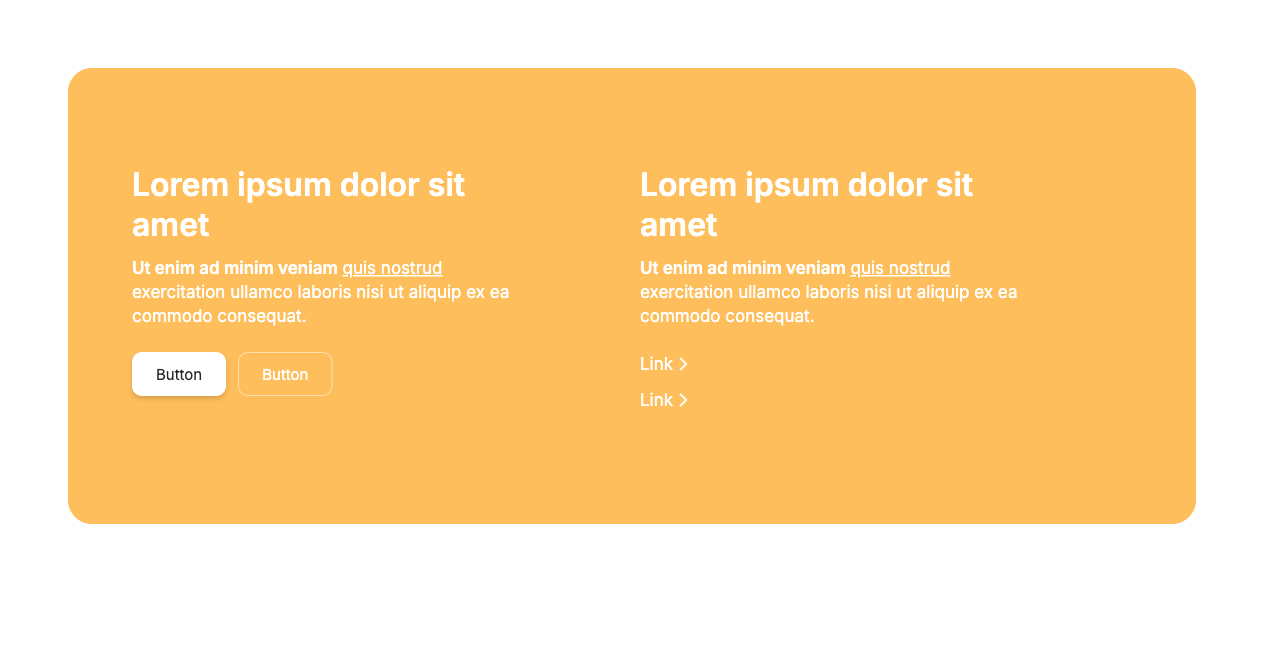 Lorem ipsum dolor sit
amet
Ut enim ad minim veniam quis nostrud
exercitation ullamco laboris nisi ut aliquip ex ea
commodo consequat.
Button Button
Lorem ipsum dolor sit
amet
Ut enim ad minim veniam quis nostrud
exercitation ullamco laboris nisi ut aliquip ex ea
commodo consequat.
Link
Link